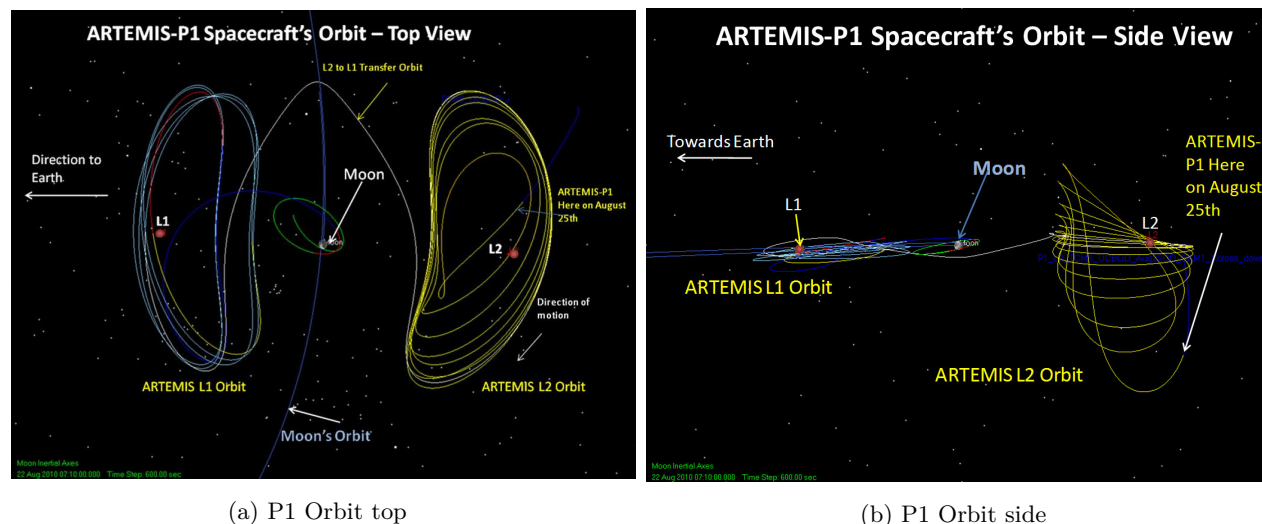 ARTEMIS-P1 Spacecraft's Orbit – Top View
L2 to L1 Transfer Orbit
Direction to
Earth
Moon
ARTEMIS-P1
Here on August
25th
L1
L2
Direction of
motion
ARTEMIS L1 Orbit
ARTEMIS L2 Orbit
Moon's Orbit
Moon Inertial Axes
22 Aug 2010 07:10:00.000 Time Step: 600.00 sec
(a) P1 Orbit top
ARTEMIS-P1 Spacecraft's Orbit – Side View
Towards Earth
ARTEMIS-
P1 Here
on August
25th
Moon
L1
L2
ARTEMIS L1 Orbit
ARTEMIS L2 Orbit
Moon Inertial Axes
22 Aug 2010 07:10:00.000 Time Step: 600.00 sec
(b) P1 Orbit side